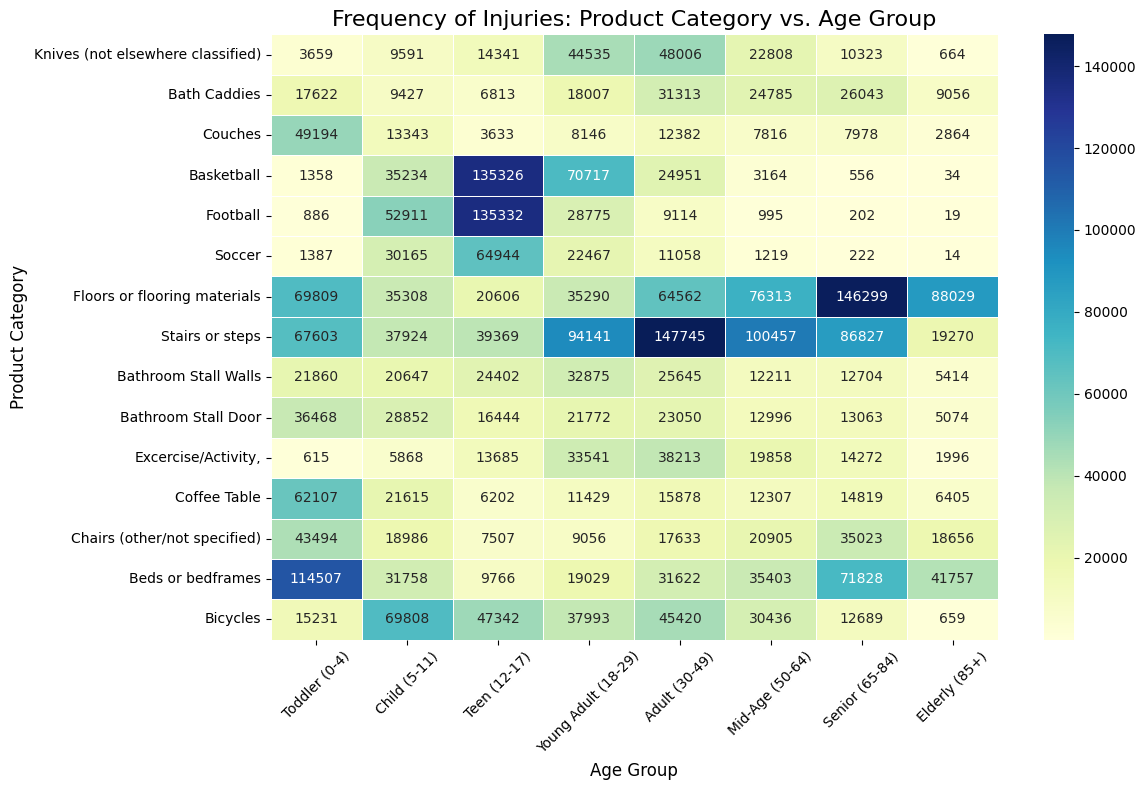 Frequency of Injuries: Product Category vs. Age Group
Knives (not elsewhere classified) 3659 9591 14341 44535 48006 22808 10323 664
Bath Caddies 17622 9427 6813 18007 31313 24785 26043 9056
Couches 49194 13343 3633 8146 12382 7816 7978 2864
Basketball 1358 35234 135326 70717 24951 3164 556 34
Football 886 52911 135332 28775 9114 995 202 19
Soccer 1387 30165 64944 22467 11058 1219 222 14
Floors or flooring materials 69809 35308 20606 35290 64562 76313 146299 88029
Stairs or steps 67603 37924 39369 94141 147745 100457 86827 19270
Bathroom Stall Walls 21860 20647 24402 32875 25645 12211 12704 5414
Bathroom Stall Door 36468 28852 16444 21772 23050 12996 13063 5074
Excercise/Activity, 615 5868 13685 33541 38213 19858 14272 1996
Coffee Table 62107 21615 6202 11429 15878 12307 14819 6405
Chairs (other/not specified) 43494 18986 7507 9056 17633 20905 35023 18656
Beds or bedframes 114507 31758 9766 19029 31622 35403 71828 41757
Bicycles 15231 69808 47342 37993 45420 30436 12689 659
Toddler (0-4) Child (5-11) Teen (12-17) Young Adult (18-29) Adult (30-49) Mid-Age (50-64) Senior (65-84) Elderly (85+)
Age Group
Product Category
140000
120000
100000
80000
60000
40000
20000